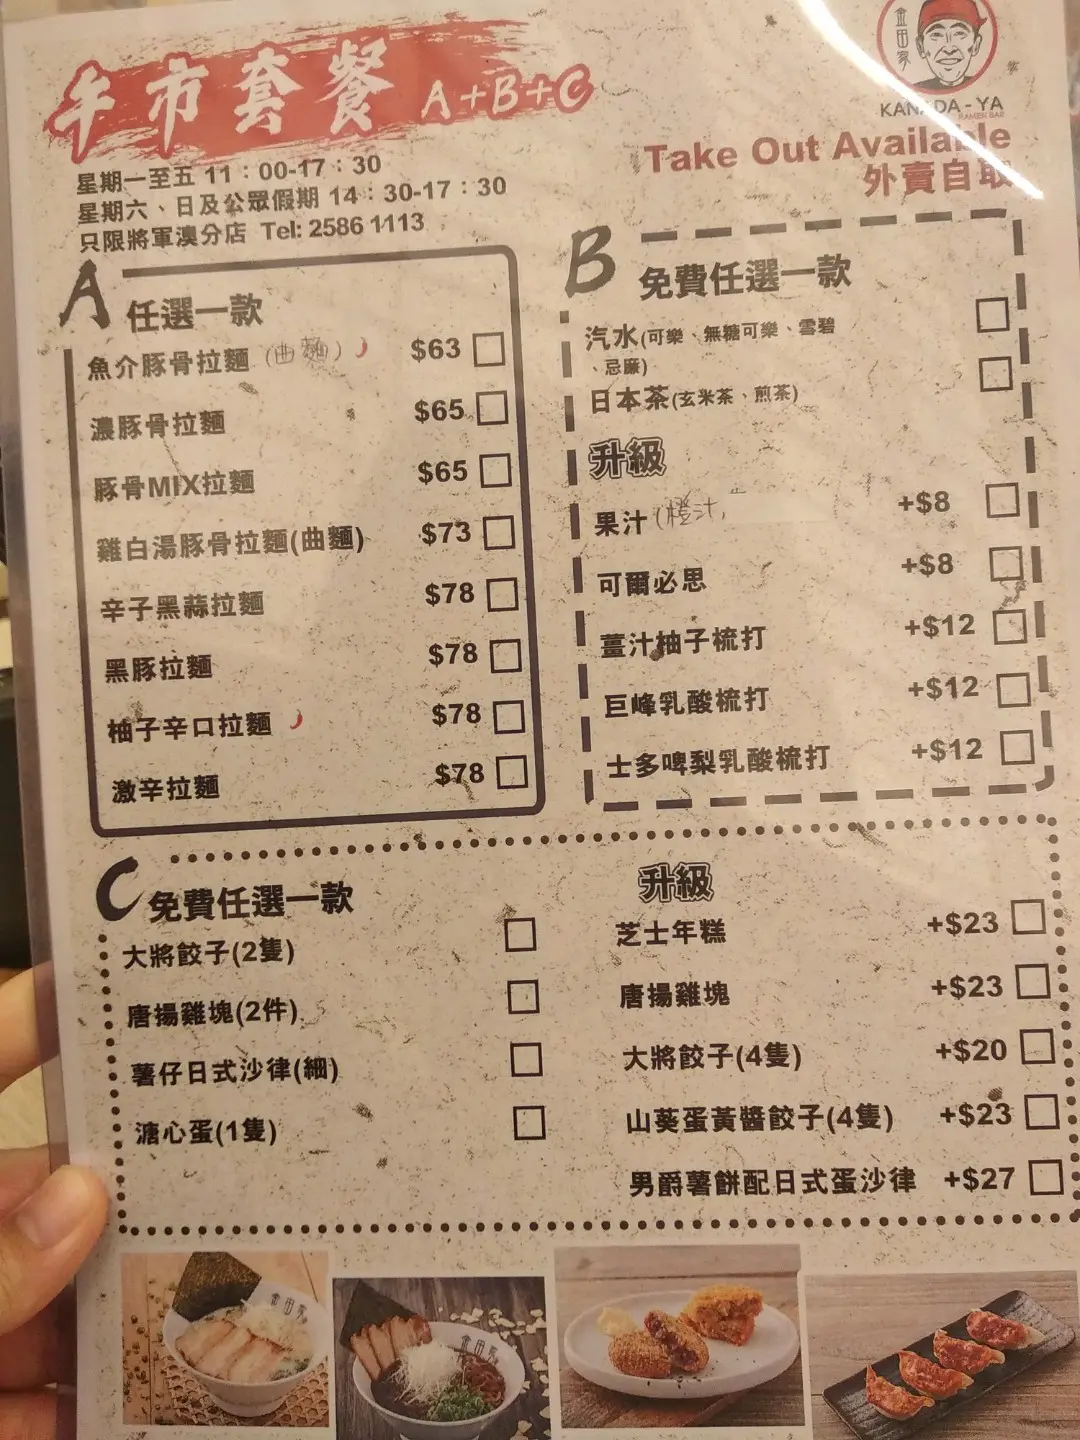 午市套餐 A+B+C
金田家
KANADA-YA
RAMEN BAR
Take Out Available
外賣自取
星期一至五 11：00-17：30
星期六、日及公眾假期 14：30-17：30
只限將軍澳分店 Tel: 2586 1113
A 任選一款
魚介豚骨拉麵 (曲麵) $63
濃豚骨拉麵 $65
豚骨MIX拉麵 $65
雞白湯豚骨拉麵(曲麵) $73
辛子黑蒜拉麵 $78
黑豚拉麵 $78
柚子辛口拉麵 $78
激辛拉麵 $78
B 免費任選一款
汽水(可樂、無糖可樂、雪碧
、忌廉)
日本茶(玄米茶、煎茶)
升級
果汁 (橙汁, +$8
可爾必思 +$8
薑汁柚子梳打 +$12
巨峰乳酸梳打 +$12
士多啤梨乳酸梳打 +$12
C 免費任選一款
大將餃子(2隻)
唐揚雞塊(2件)
薯仔日式沙律(細)
溏心蛋(1隻)
升級
芝士年糕 +$23
唐揚雞塊 +$23
大將餃子(4隻) +$20
山葵蛋黃醬餃子(4隻) +$23
男爵薯餅配日式蛋沙律 +$27
金田家
金田家